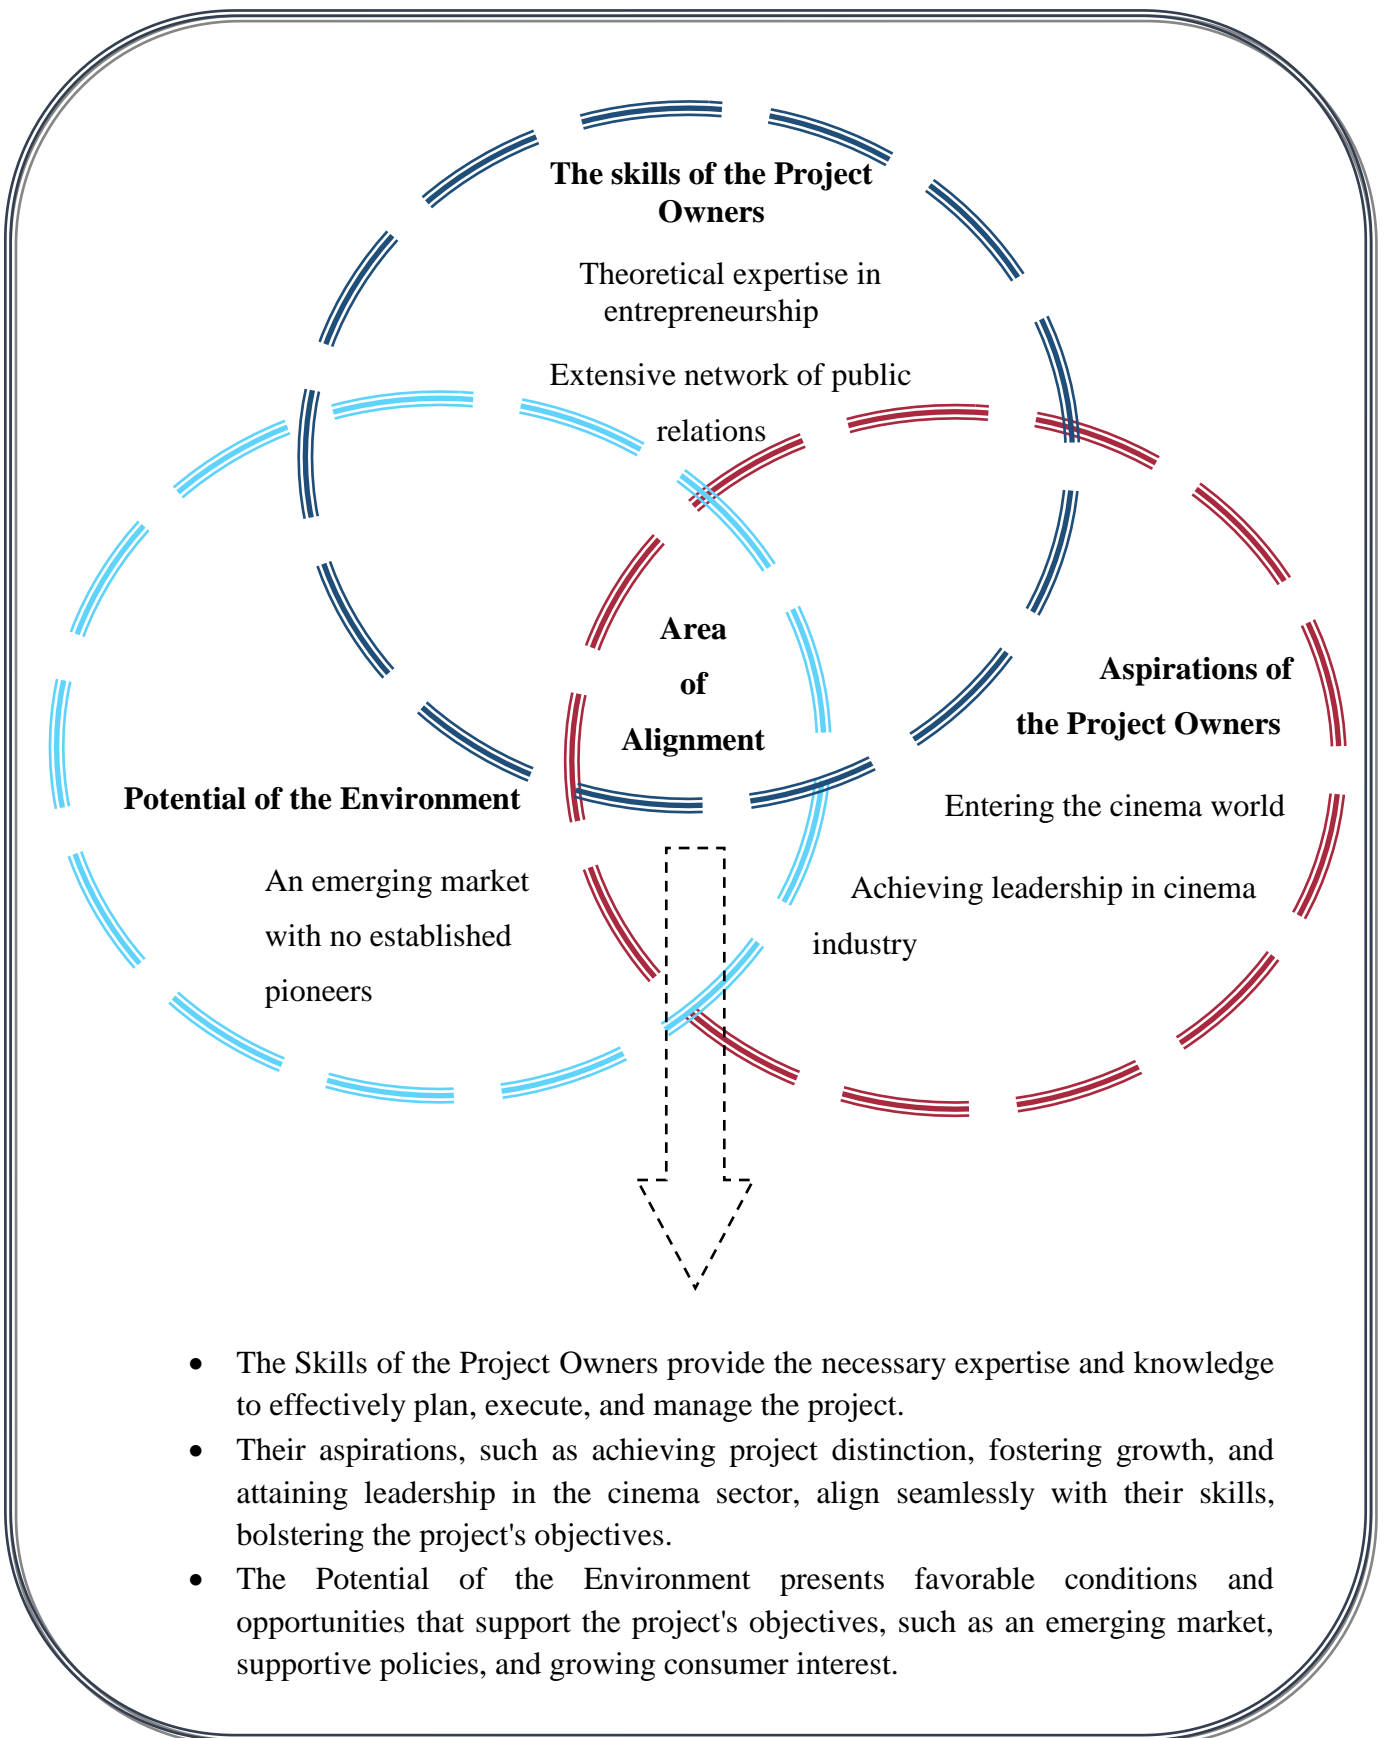 The skills of the Project
Owners
Theoretical expertise in
entrepreneurship
Extensive network of public
relations
Area
of
Alignment
Aspirations of
the Project Owners
Entering the cinema world
Achieving leadership in cinema
industry
Potential of the Environment
An emerging market
with no established
pioneers
• The Skills of the Project Owners provide the necessary expertise and knowledge
to effectively plan, execute, and manage the project.
• Their aspirations, such as achieving project distinction, fostering growth, and
attaining leadership in the cinema sector, align seamlessly with their skills,
bolstering the project's objectives.
• The Potential of the Environment presents favorable conditions and
opportunities that support the project's objectives, such as an emerging market,
supportive policies, and growing consumer interest.